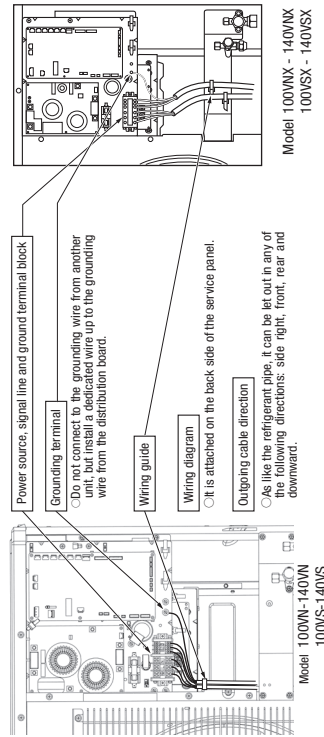 Power source, signal line and ground terminal block
Grounding terminal
○Do not connect to the grounding wire from another
unit, but install a dedicated wire up to the grounding
wire from the distribution board.
Wiring guide
Wiring diagram
○It is attached on the back side of the service panel.
Outgoing cable direction
○As like the refrigerant pipe, it can be let out in any of
the following directions: side right, front, rear and
downward.
Model 100VN-140VN
100VS- 140VS
Model 100VNX - 140VNX
100VSX - 140VSX